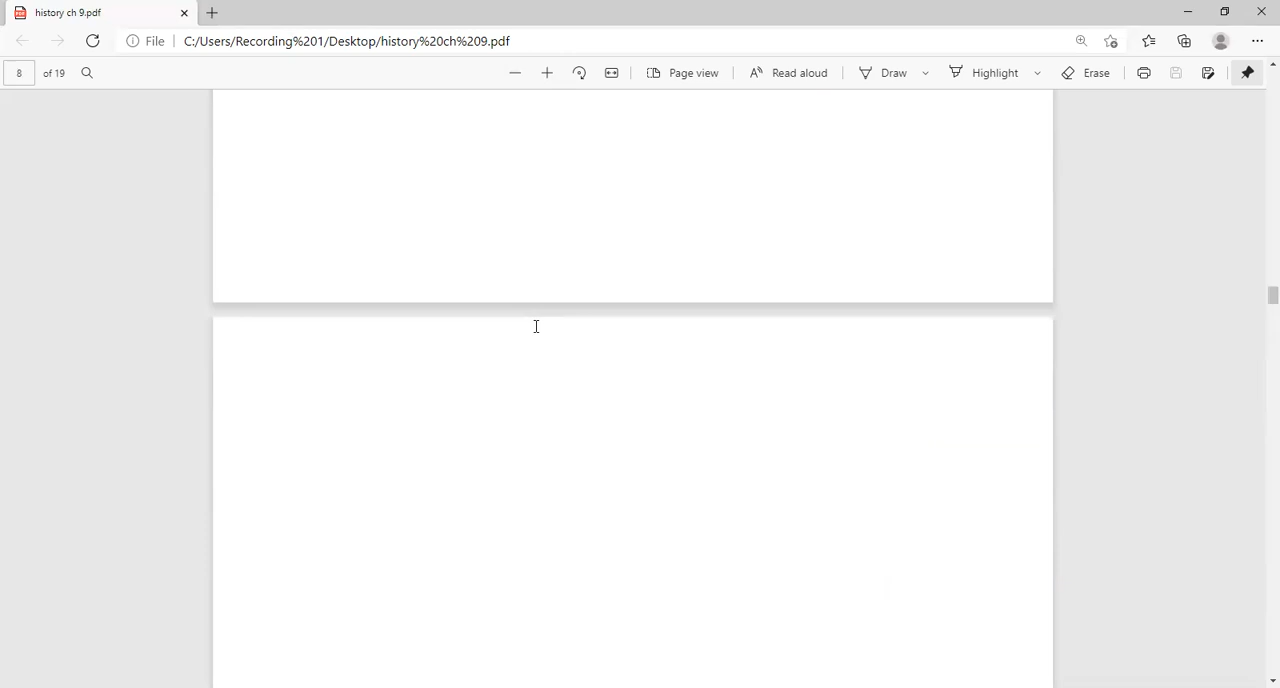 history ch 9.pdf
File | C:/Users/Recording%201/Desktop/history%20ch%209.pdf
8 of 19 Page view Read aloud Draw Highlight Erase